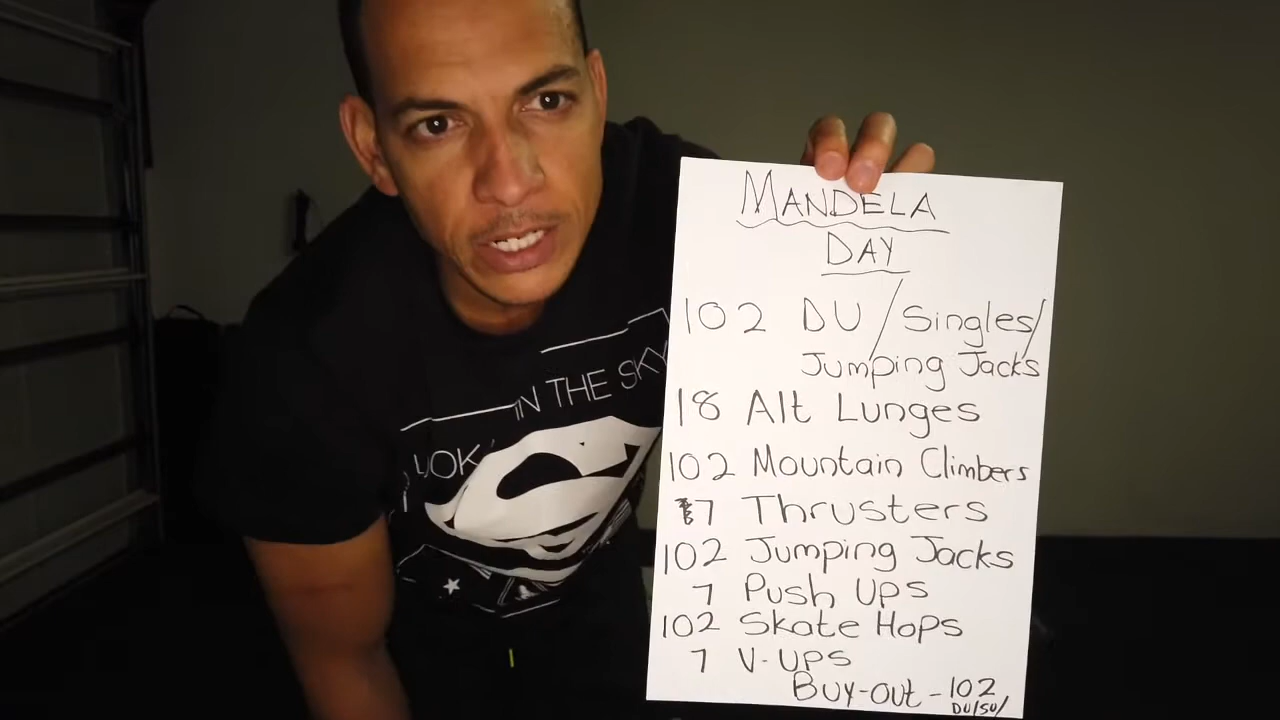 IN THE SKY
LOOK
MANDELA
DAY
102 DU / Singles/
Jumping Jacks
18 Alt Lunges
102 Mountain Climbers
7 Thrusters
102 Jumping Jacks
7 Push Ups
102 Skate Hops
7 V-UPS
Buy-out - 102
DU/SU/